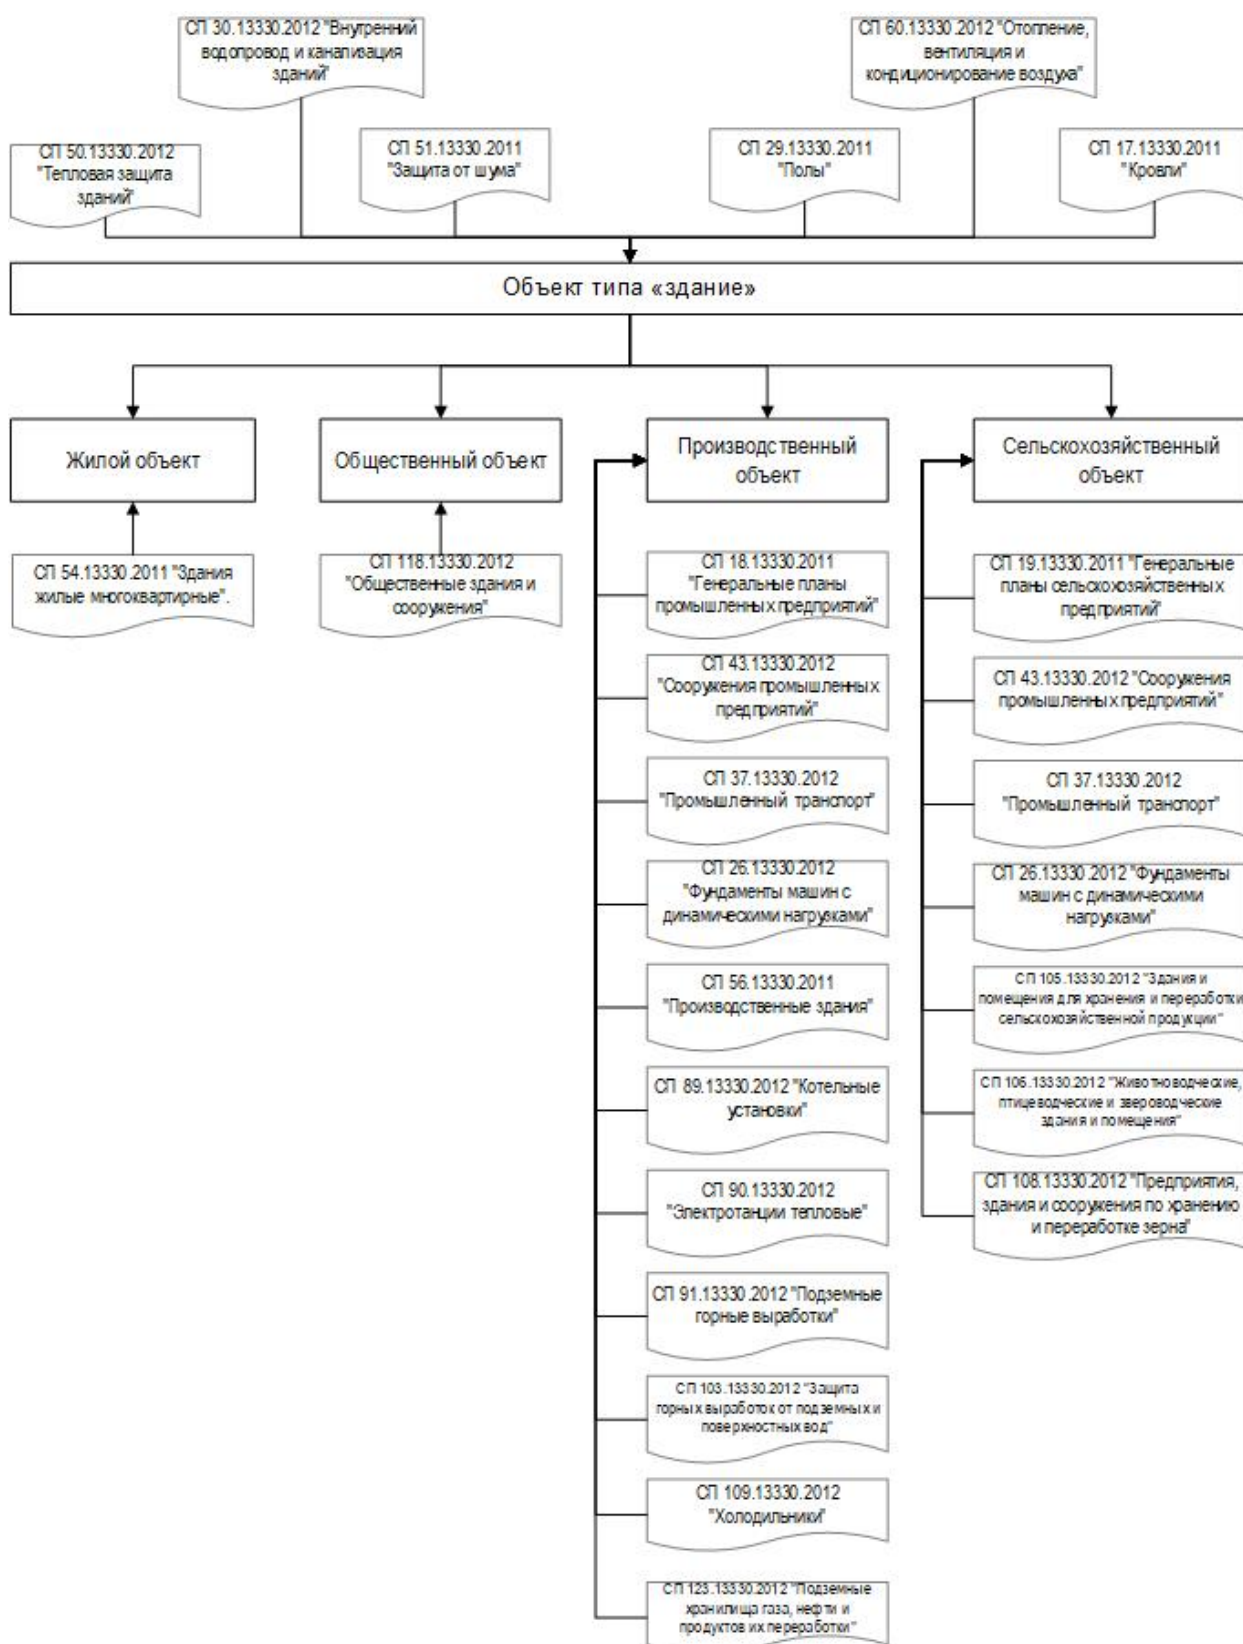 СП 30.13330.2012 "Внутренний
водопровод и канализация
зданий"
СП 60.13330.2012 "Отопление,
вентиляция и
кондиционирование воздуха"
СП 50.13330.2012
"Тепловая защита
зданий"
СП 51.13330.2011
"Защита от шума"
СП 29.13330.2011
"Полы"
СП 17.13330.2011
"Кровли"
Объект типа «здание»
Жилой объект
Общественный объект
Производственный
объект
Сельскохозяйственный
объект
СП 54.13330.2011 "Здания
жилые многоквартирные".
СП 118.13330.2012
"Общественные здания и
сооружения"
СП 18.13330.2011
"Генеральные планы
промышленных предприятий"
СП 43.13330.2012
"Сооружения промышленных
предприятий"
СП 37.13330.2012
"Промышленный транспорт"
СП 26.13330.2012
"Фундаменты машин с
динамическими нагрузками"
СП 56.13330.2011
"Производственные здания"
СП 89.13330.2012 "Котельные
установки"
СП 90.13330.2012
"Электротанции тепловые"
СП 91.13330.2012 "Подземные
горные выработки"
СП 103.13330.2012 "Защита
горных выработок от подземных и
поверхностных вод"
СП 109.13330.2012
"Холодильники"
СП 123.13330.2012 "Подземные
хранилища газа, нефти и
продуктов их переработки"
СП 19.13330.2011 "Генеральные
планы сельскохозяйственных
предприятий"
СП 43.13330.2012 "Сооружения
промышленных предприятий"
СП 37.13330.2012
"Промышленный транспорт"
СП 26.13330.2012 "Фундаменты
машин с динамическими
нагрузками"
СП 105.13330.2012 "Здания и
помещения для хранения и переработки
сельскохозяйственной продукции"
СП 106.13330.2012 "Животноводческие,
птицеводческие и звероводческие
здания и помещения"
СП 108.13330.2012 "Предприятия,
здания и сооружения по хранению
и переработке зерна"